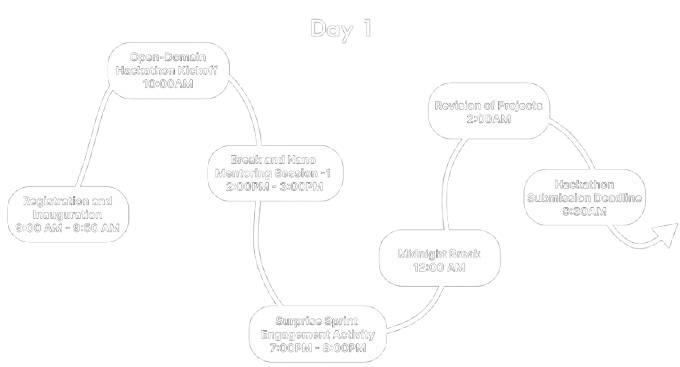 Day 1
Open-Domain
Hackathon Kickoff
10:00AM
Registration and
Inauguration
9:00 AM - 9:50 AM
Break and Nano
Mentoring Session -1
2:00PM - 3:00PM
Surprise Sprint
Engagement Activity
7:00PM - 8:00PM
Midnight Break
12:00 AM
Revision of Projects
2:00AM
Hackathon
Submission Deadline
9:30AM